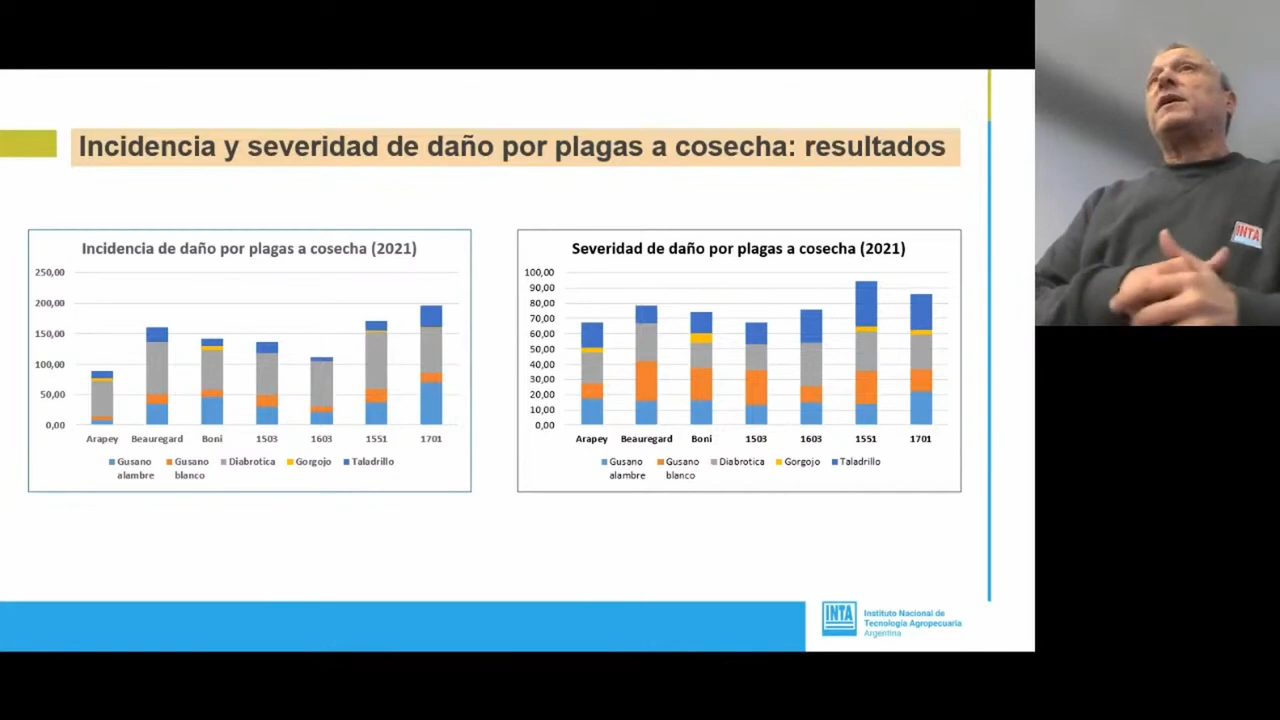 Incidencia y severidad de daño por plagas a cosecha: resultados
Incidencia de daño por plagas a cosecha (2021)
250,00
200,00
150,00
100,00
50,00
0,00
Arapey Beauregard Boni 1503 1603 1551 1701
Gusano alambre Gusano blanco Diabrotica Gorgojo Taladrillo
Severidad de daño por plagas a cosecha (2021)
100,00
90,00
80,00
70,00
60,00
50,00
40,00
30,00
20,00
10,00
0,00
Arapey Beauregard Boni 1503 1603 1551 1701
Gusano alambre Gusano blanco Diabrotica Gorgojo Taladrillo
INTA
Instituto Nacional de
Tecnología Agropecuaria
Argentina
INTA